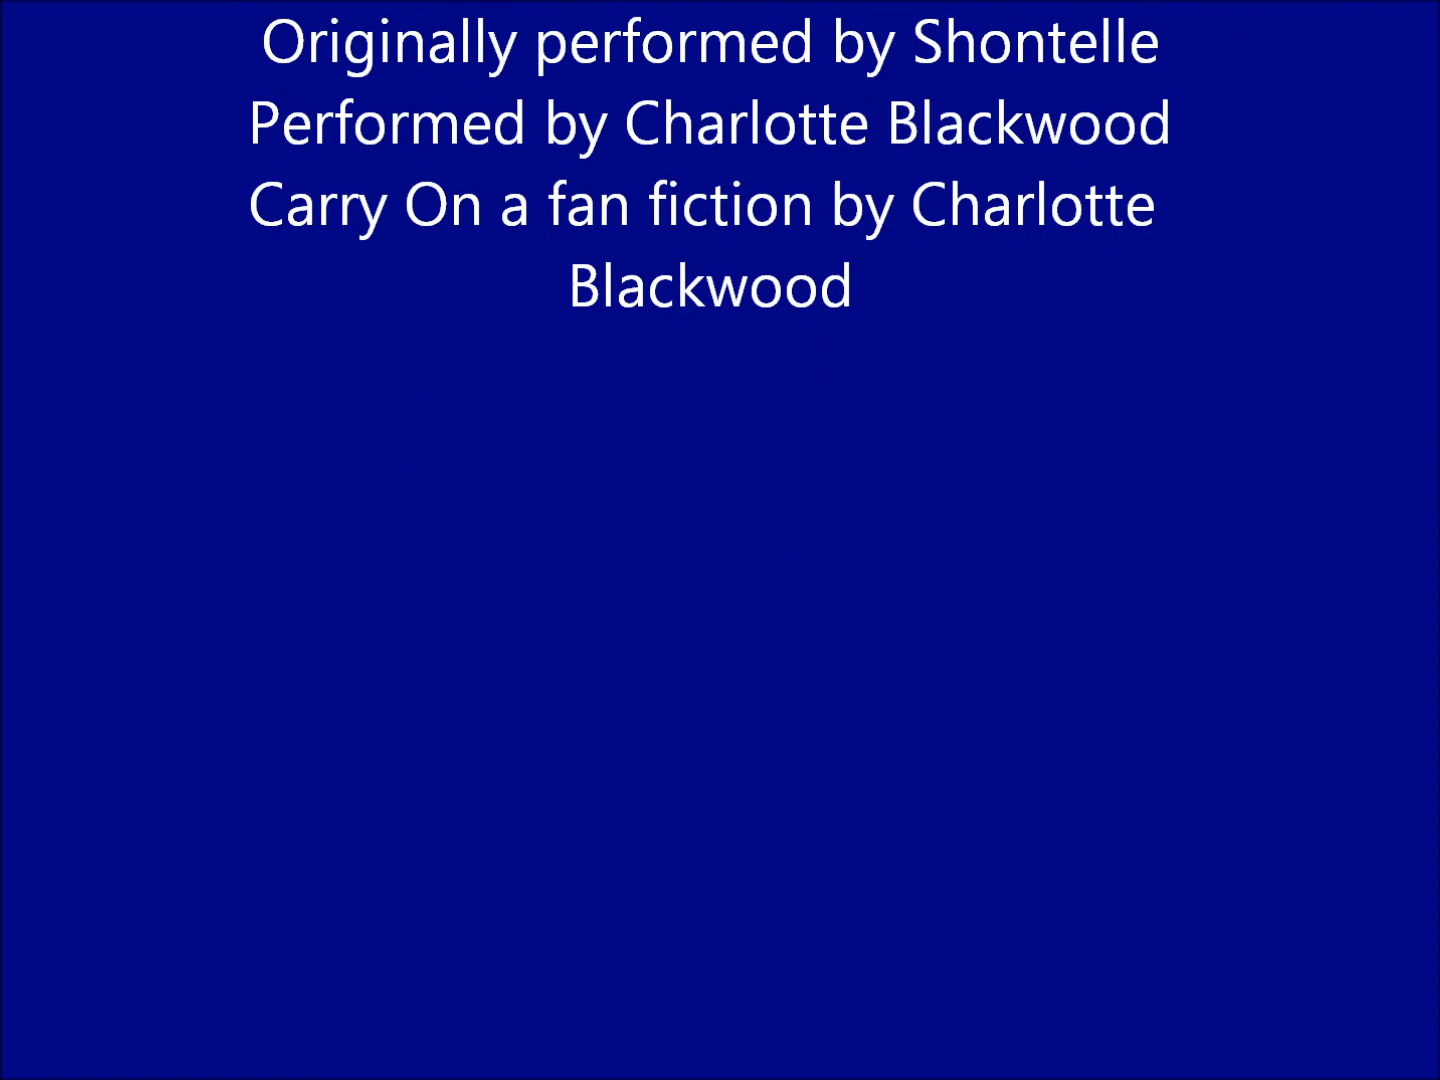 Originally performed by Shontelle
Performed by Charlotte Blackwood
Carry On a fan fiction by Charlotte
Blackwood